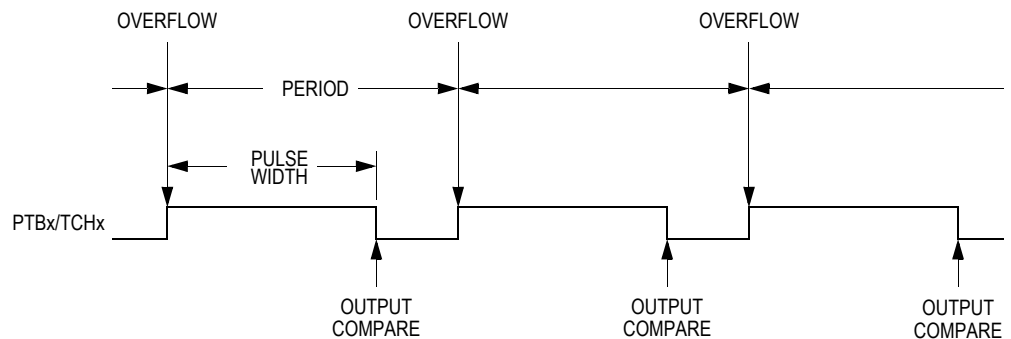 OVERFLOW
OVERFLOW
OVERFLOW
PERIOD
PULSE
WIDTH
PTBx/TCHx
OUTPUT
COMPARE
OUTPUT
COMPARE
OUTPUT
COMPARE